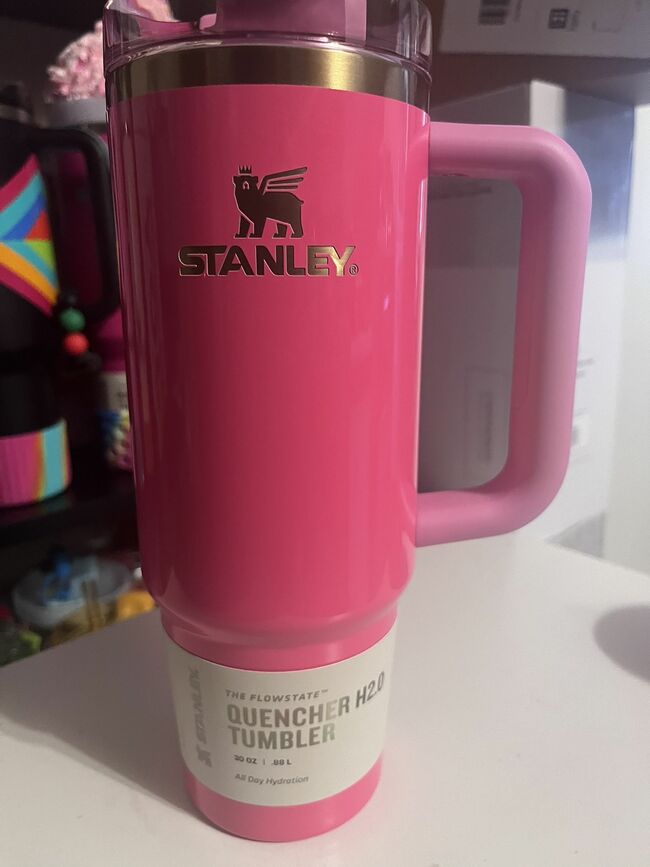 STANLEY®
STANLEY
THE FLOWSTATE™
QUENCHER H2.0
TUMBLER
30 OZ | .88 L
All Day Hydration